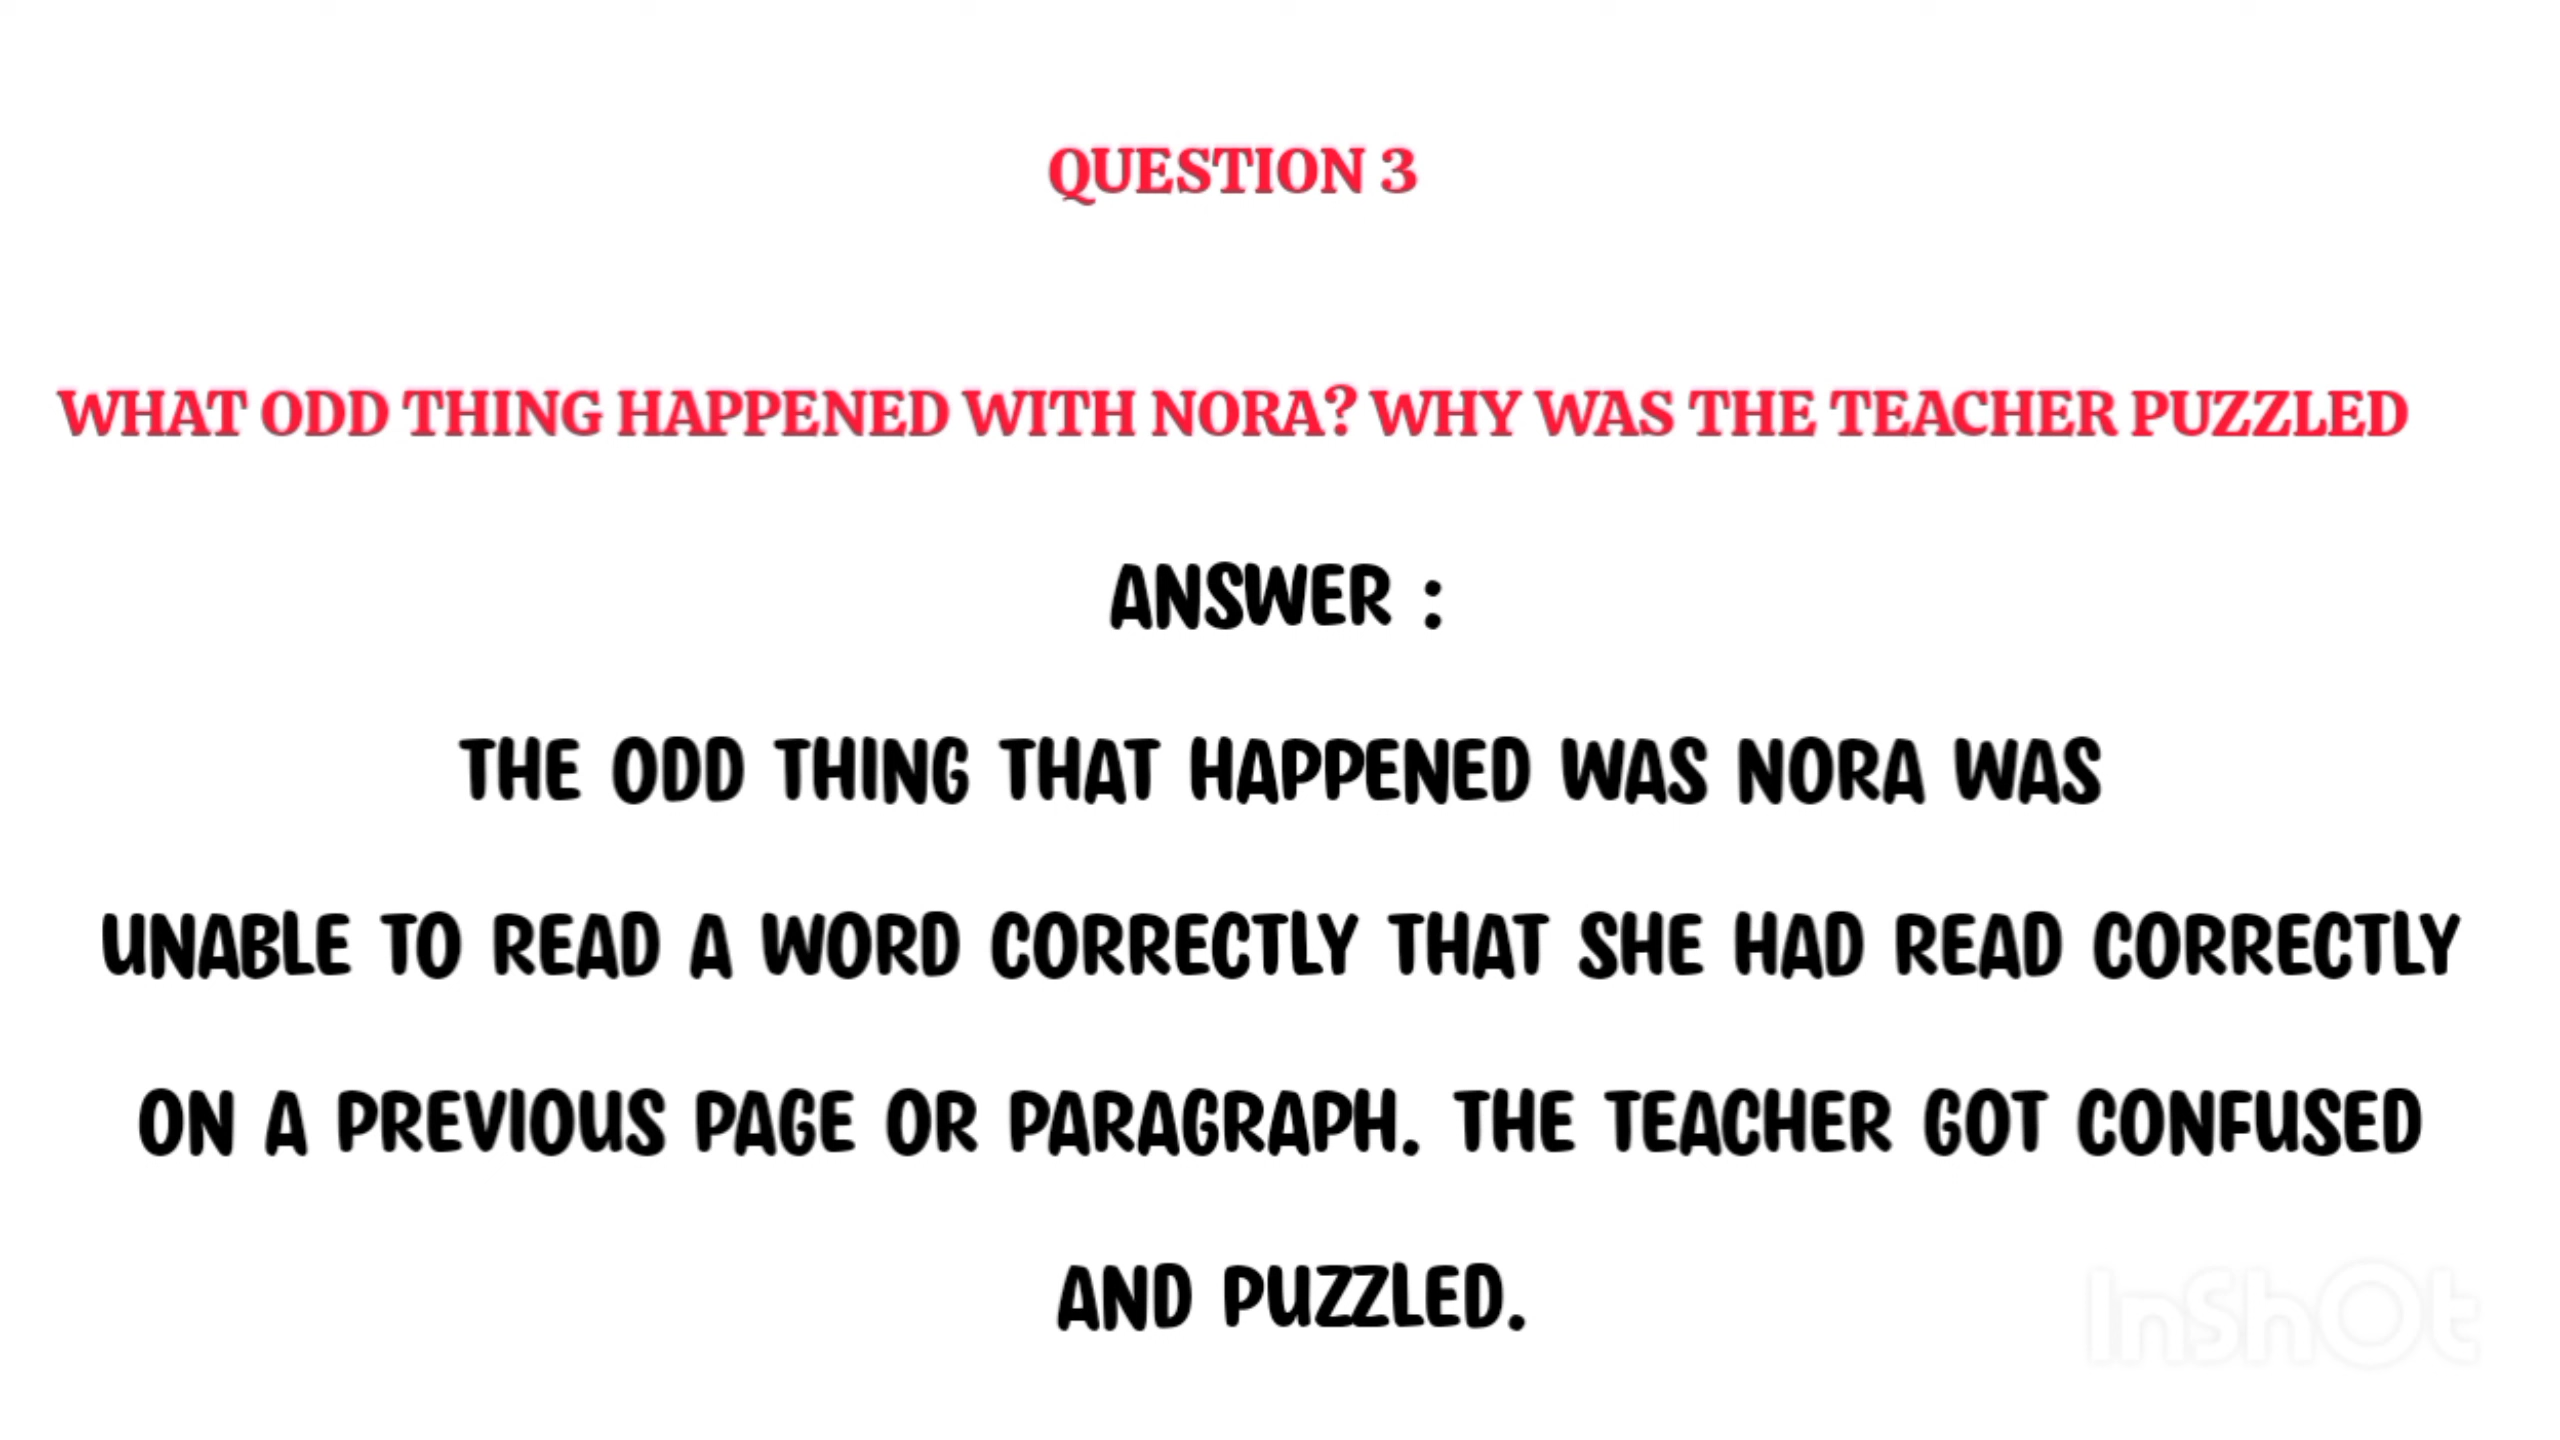 QUESTION 3
WHAT ODD THING HAPPENED WITH NORA? WHY WAS THE TEACHER PUZZLED
ANSWER :
THE ODD THING THAT HAPPENED WAS NORA WAS
UNABLE TO READ A WORD CORRECTLY THAT SHE HAD READ CORRECTLY
ON A PREVIOUS PAGE OR PARAGRAPH. THE TEACHER GOT CONFUSED
AND PUZZLED.
InShOt